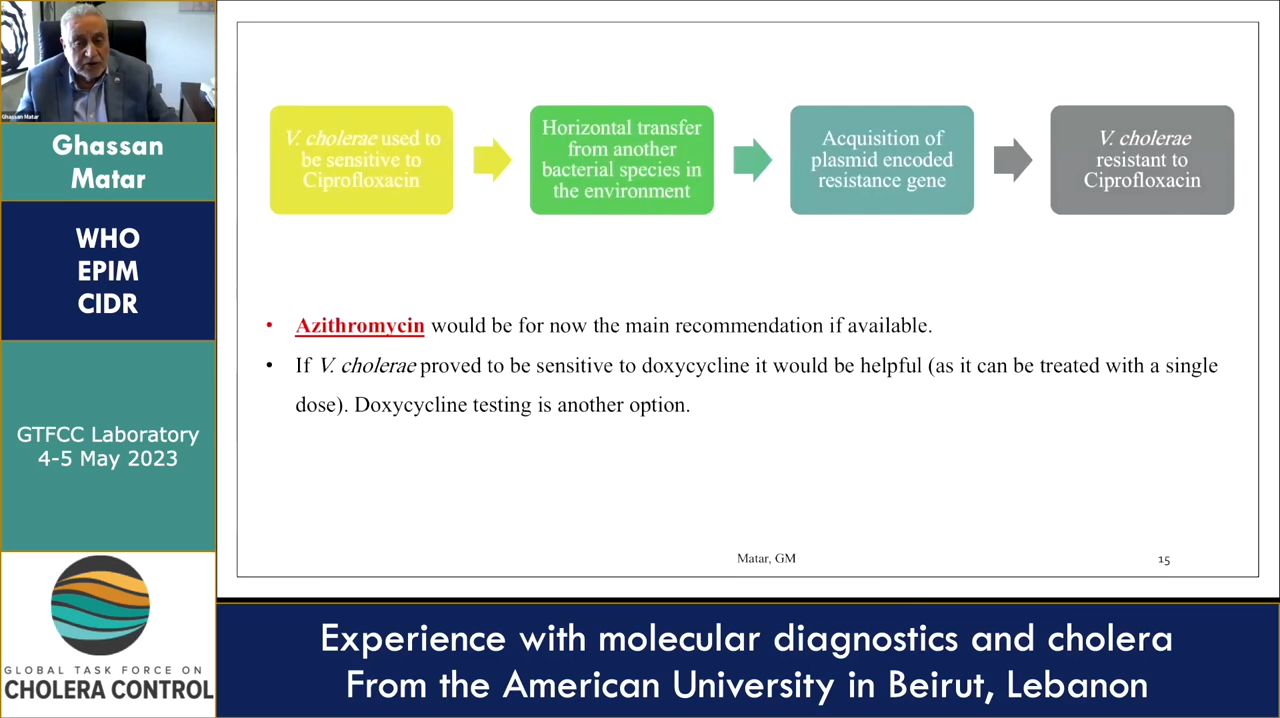 Ghassan Matar
Ghassan
Matar
WHO
EPIM
CIDR
GTFCC Laboratory
4-5 May 2023
GLOBAL TASK FORCE ON
CHOLERA CONTROL
V. cholerae used to
be sensitive to
Ciprofloxacin
Horizontal transfer
from another
bacterial species in
the environment
Acquisition of
plasmid encoded
resistance gene
V. cholerae
resistant to
Ciprofloxacin
• Azithromycin would be for now the main recommendation if available.
• If V. cholerae proved to be sensitive to doxycycline it would be helpful (as it can be treated with a single
dose). Doxycycline testing is another option.
Matar, GM
15
Experience with molecular diagnostics and cholera
From the American University in Beirut, Lebanon